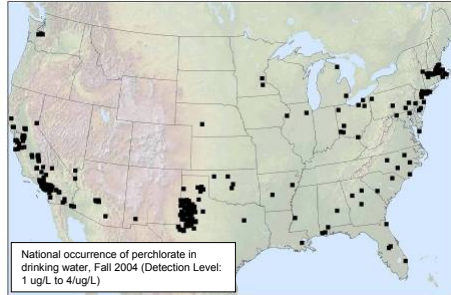 National occurrence of perchlorate in
drinking water, Fall 2004 (Detection Level:
1 ug/L to 4/ug/L)